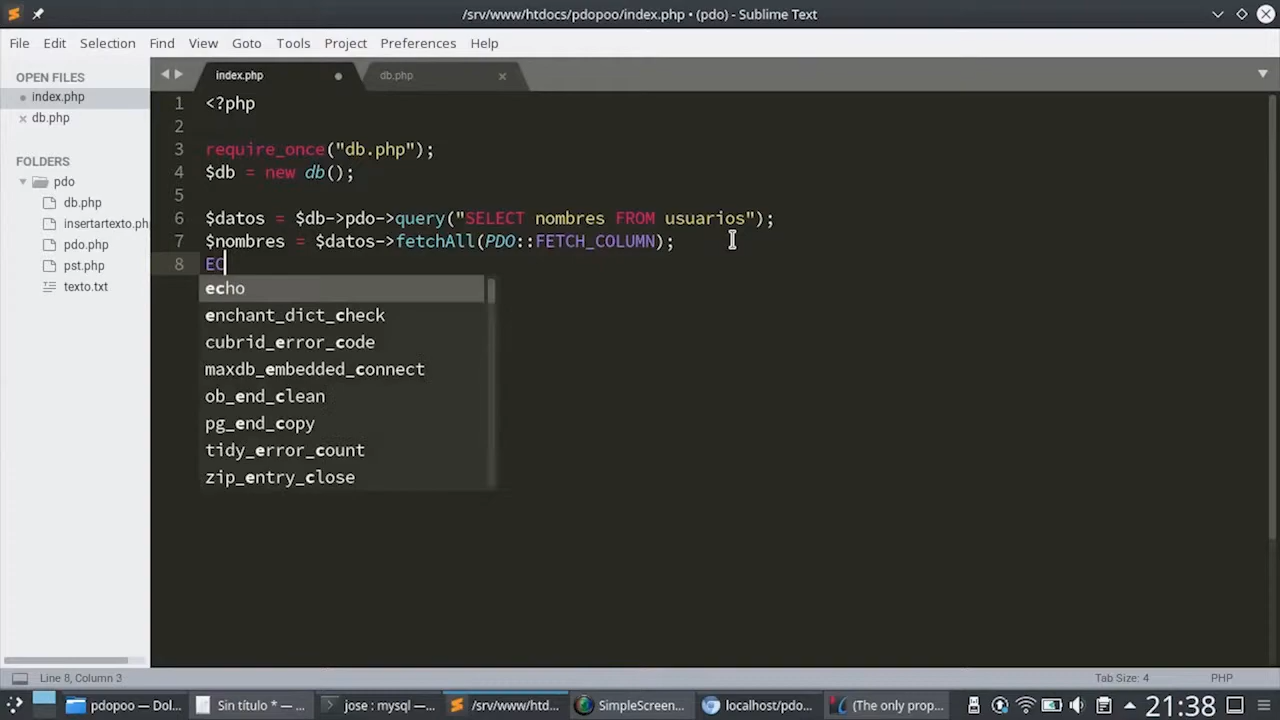 /srv/www/htdocs/pdopoo/index.php • (pdo) - Sublime Text
File Edit Selection Find View Goto Tools Project Preferences Help
OPEN FILES
index.php
db.php
FOLDERS
pdo
db.php
insertartexto.ph
pdo.php
pst.php
texto.txt
index.php
db.php
1 <?php
2
3 require_once("db.php");
4 $db = new db();
5
6 $datos = $db->pdo->query("SELECT nombres FROM usuarios");
7 $nombres = $datos->fetchAll(PDO::FETCH_COLUMN);
8 EC
echo
enchant_dict_check
cubrid_error_code
maxdb_embedded_connect
ob_end_clean
pg_end_copy
tidy_error_count
zip_entry_close
Line 8, Column 3
Tab Size: 4
PHP
pdopoo — Dol...
Sin título * — ...
jose : mysql —...
/srv/www/htd...
SimpleScreen...
localhost/pdo...
(The only prop...
21:38